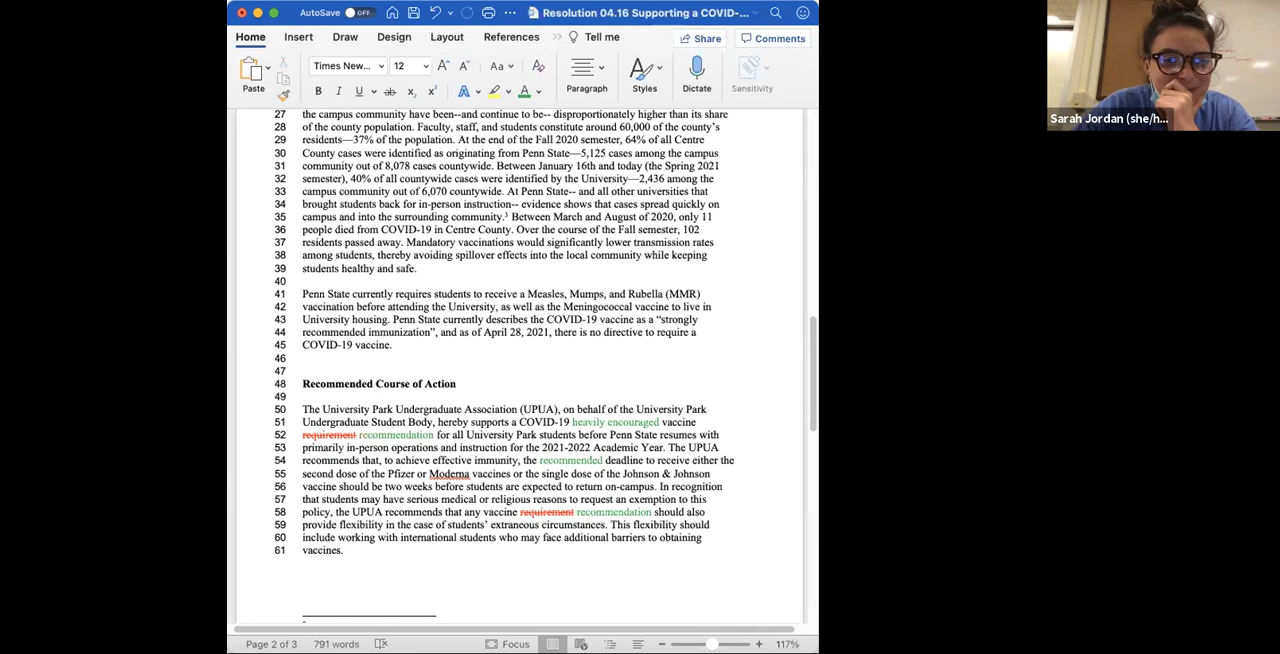 AutoSave OFF ... Resolution 04.16 Supporting a COVID-...
Home Insert Draw Design Layout References >> Tell me Share Comments
Times New... 12 Aa
Paste B I U ab x₂ x² A A Paragraph Styles Dictate Sensitivity
27 the campus community have been--and continue to be-- disproportionately higher than its share
28 of the county population. Faculty, staff, and students constitute around 60,000 of the county's
29 residents—37% of the population. At the end of the Fall 2020 semester, 64% of all Centre
30 County cases were identified as originating from Penn State—5,125 cases among the campus
31 community out of 8,078 cases countywide. Between January 16th and today (the Spring 2021
32 semester), 40% of all countywide cases were identified by the University—2,436 among the
33 campus community out of 6,070 countywide. At Penn State-- and all other universities that
34 brought students back for in-person instruction-- evidence shows that cases spread quickly on
35 campus and into the surrounding community.³ Between March and August of 2020, only 11
36 people died from COVID-19 in Centre County. Over the course of the Fall semester, 102
37 residents passed away. Mandatory vaccinations would significantly lower transmission rates
38 among students, thereby avoiding spillover effects into the local community while keeping
39 students healthy and safe.
40
41 Penn State currently requires students to receive a Measles, Mumps, and Rubella (MMR)
42 vaccination before attending the University, as well as the Meningococcal vaccine to live in
43 University housing. Penn State currently describes the COVID-19 vaccine as a “strongly
44 recommended immunization”, and as of April 28, 2021, there is no directive to require a
45 COVID-19 vaccine.
46
47
48 Recommended Course of Action
49
50 The University Park Undergraduate Association (UPUA), on behalf of the University Park
51 Undergraduate Student Body, hereby supports a COVID-19 heavily encouraged vaccine
52 requirement recommendation for all University Park students before Penn State resumes with
53 primarily in-person operations and instruction for the 2021-2022 Academic Year. The UPUA
54 recommends that, to achieve effective immunity, the recommended deadline to receive either the
55 second dose of the Pfizer or Moderna vaccines or the single dose of the Johnson & Johnson
56 vaccine should be two weeks before students are expected to return on-campus. In recognition
57 that students may have serious medical or religious reasons to request an exemption to this
58 policy, the UPUA recommends that any vaccine requirement recommendation should also
59 provide flexibility in the case of students' extraneous circumstances. This flexibility should
60 include working with international students who may face additional barriers to obtaining
61 vaccines.
Page 2 of 3 791 words Focus 117%
Sarah Jordan (she/h...